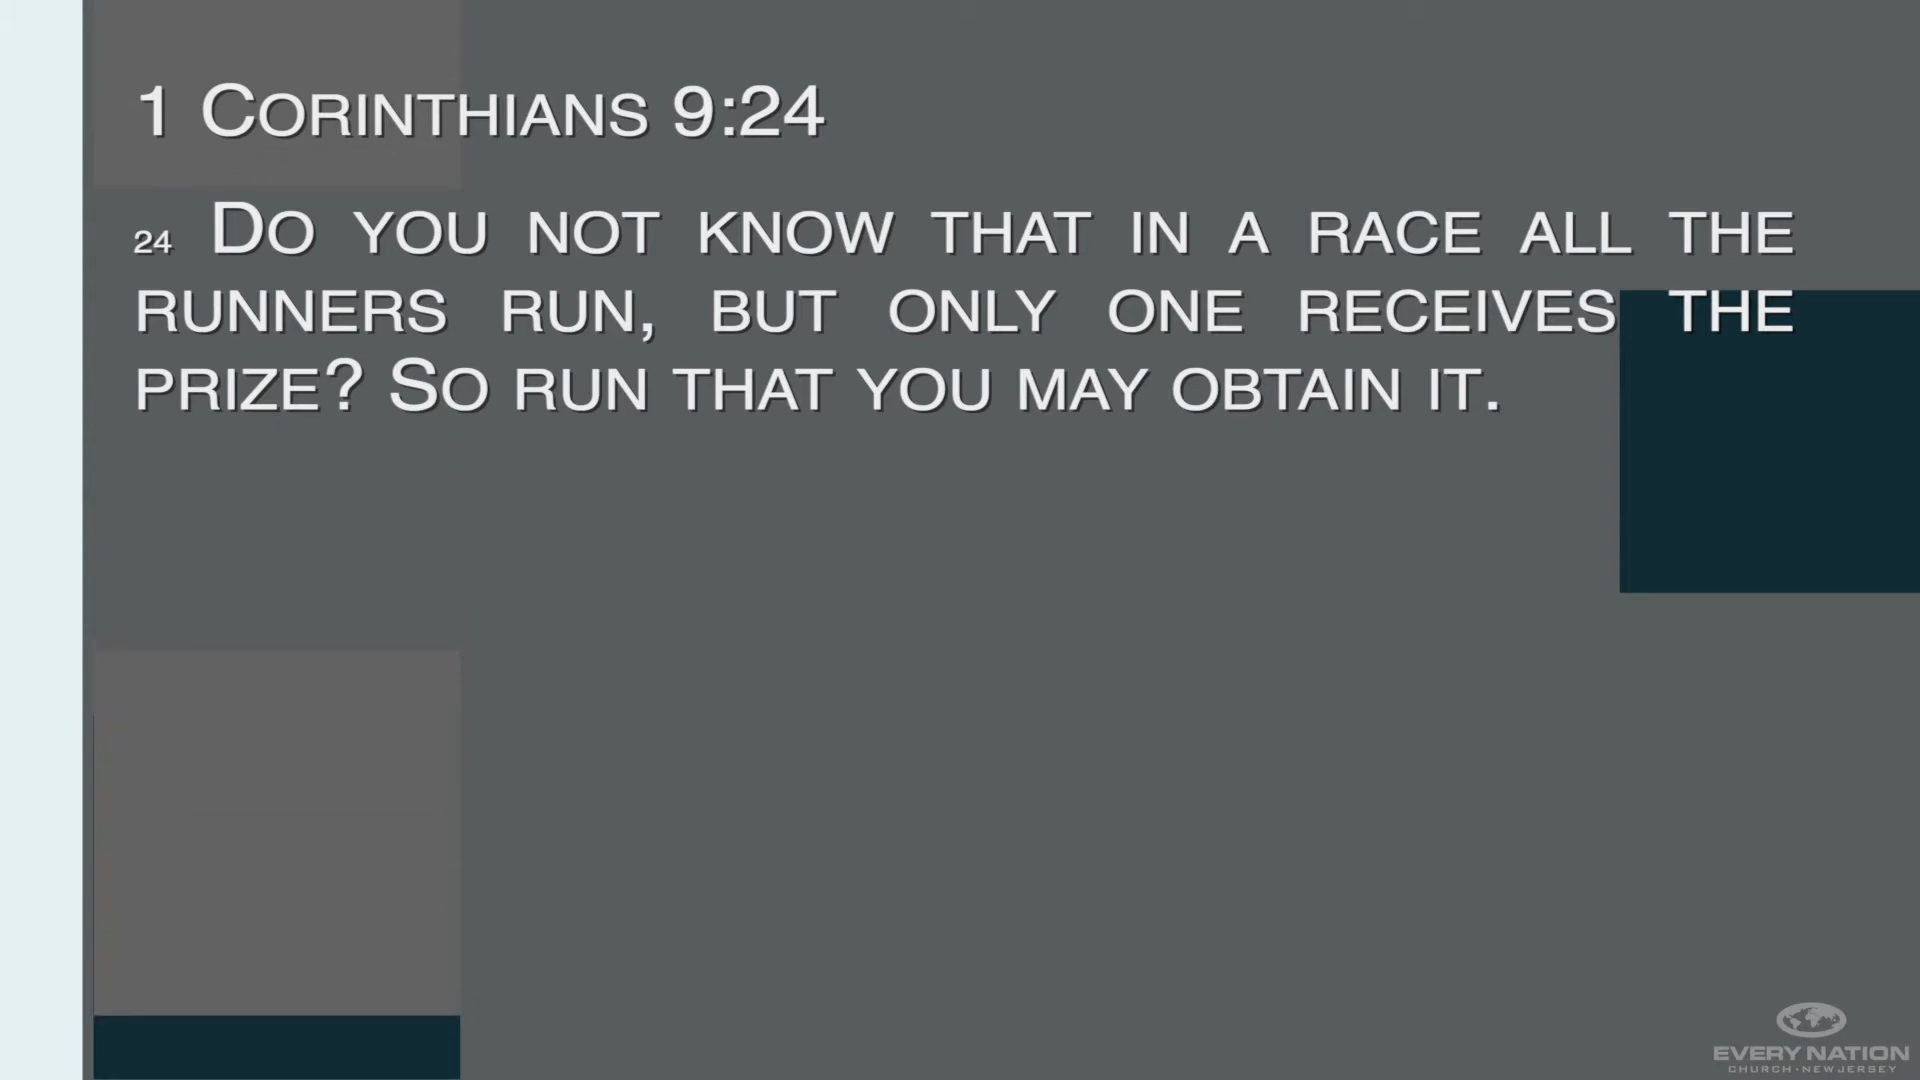 1 Corinthians 9:24
24 Do you not know that in a race all the
runners run, but only one receives the
prize? So run that you may obtain it.
EVERY NATION
CHURCH • NEW JERSEY